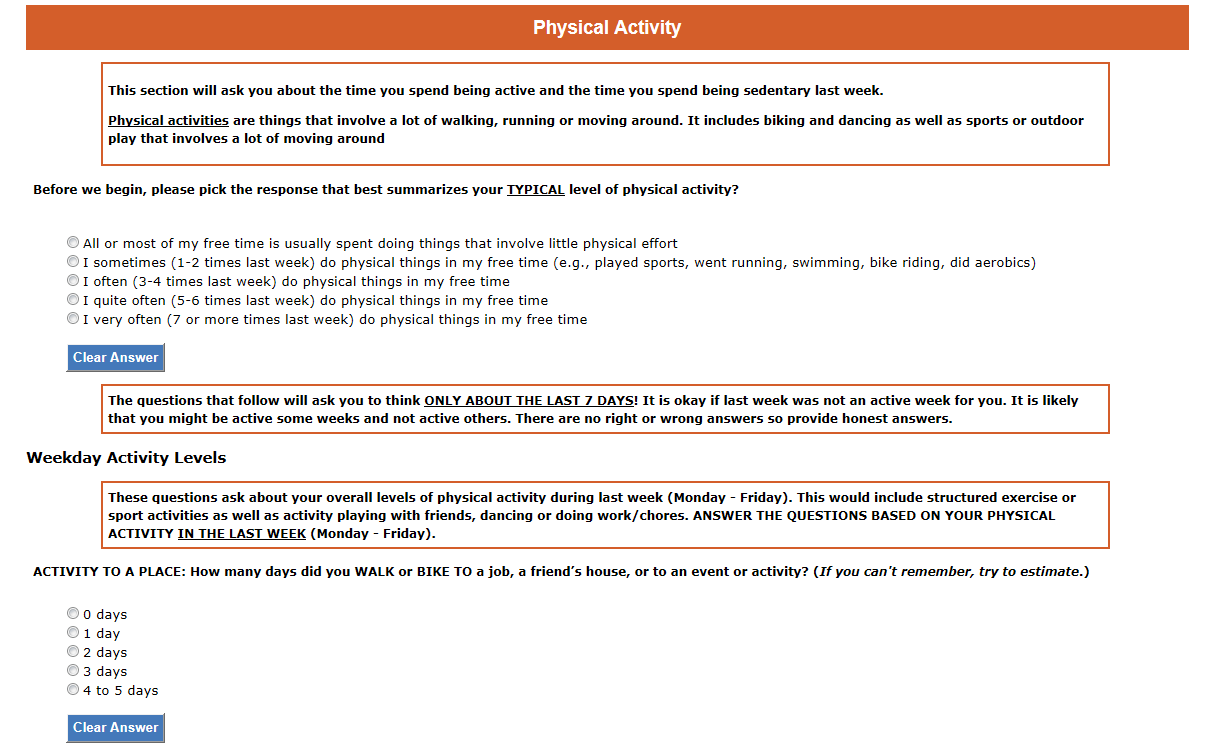 Physical Activity
This section will ask you about the time you spend being active and the time you spend being sedentary last week.
Physical activities are things that involve a lot of walking, running or moving around. It includes biking and dancing as well as sports or outdoor
play that involves a lot of moving around
Before we begin, please pick the response that best summarizes your TYPICAL level of physical activity?
All or most of my free time is usually spent doing things that involve little physical effort
I sometimes (1-2 times last week) do physical things in my free time (e.g., played sports, went running, swimming, bike riding, did aerobics)
I often (3-4 times last week) do physical things in my free time
I quite often (5-6 times last week) do physical things in my free time
I very often (7 or more times last week) do physical things in my free time
Clear Answer
The questions that follow will ask you to think ONLY ABOUT THE LAST 7 DAYS! It is okay if last week was not an active week for you. It is likely
that you might be active some weeks and not active others. There are no right or wrong answers so provide honest answers.
Weekday Activity Levels
These questions ask about your overall levels of physical activity during last week (Monday - Friday). This would include structured exercise or
sport activities as well as activity playing with friends, dancing or doing work/chores. ANSWER THE QUESTIONS BASED ON YOUR PHYSICAL
ACTIVITY IN THE LAST WEEK (Monday - Friday).
ACTIVITY TO A PLACE: How many days did you WALK or BIKE TO a job, a friend’s house, or to an event or activity? (If you can't remember, try to estimate.)
0 days
1 day
2 days
3 days
4 to 5 days
Clear Answer